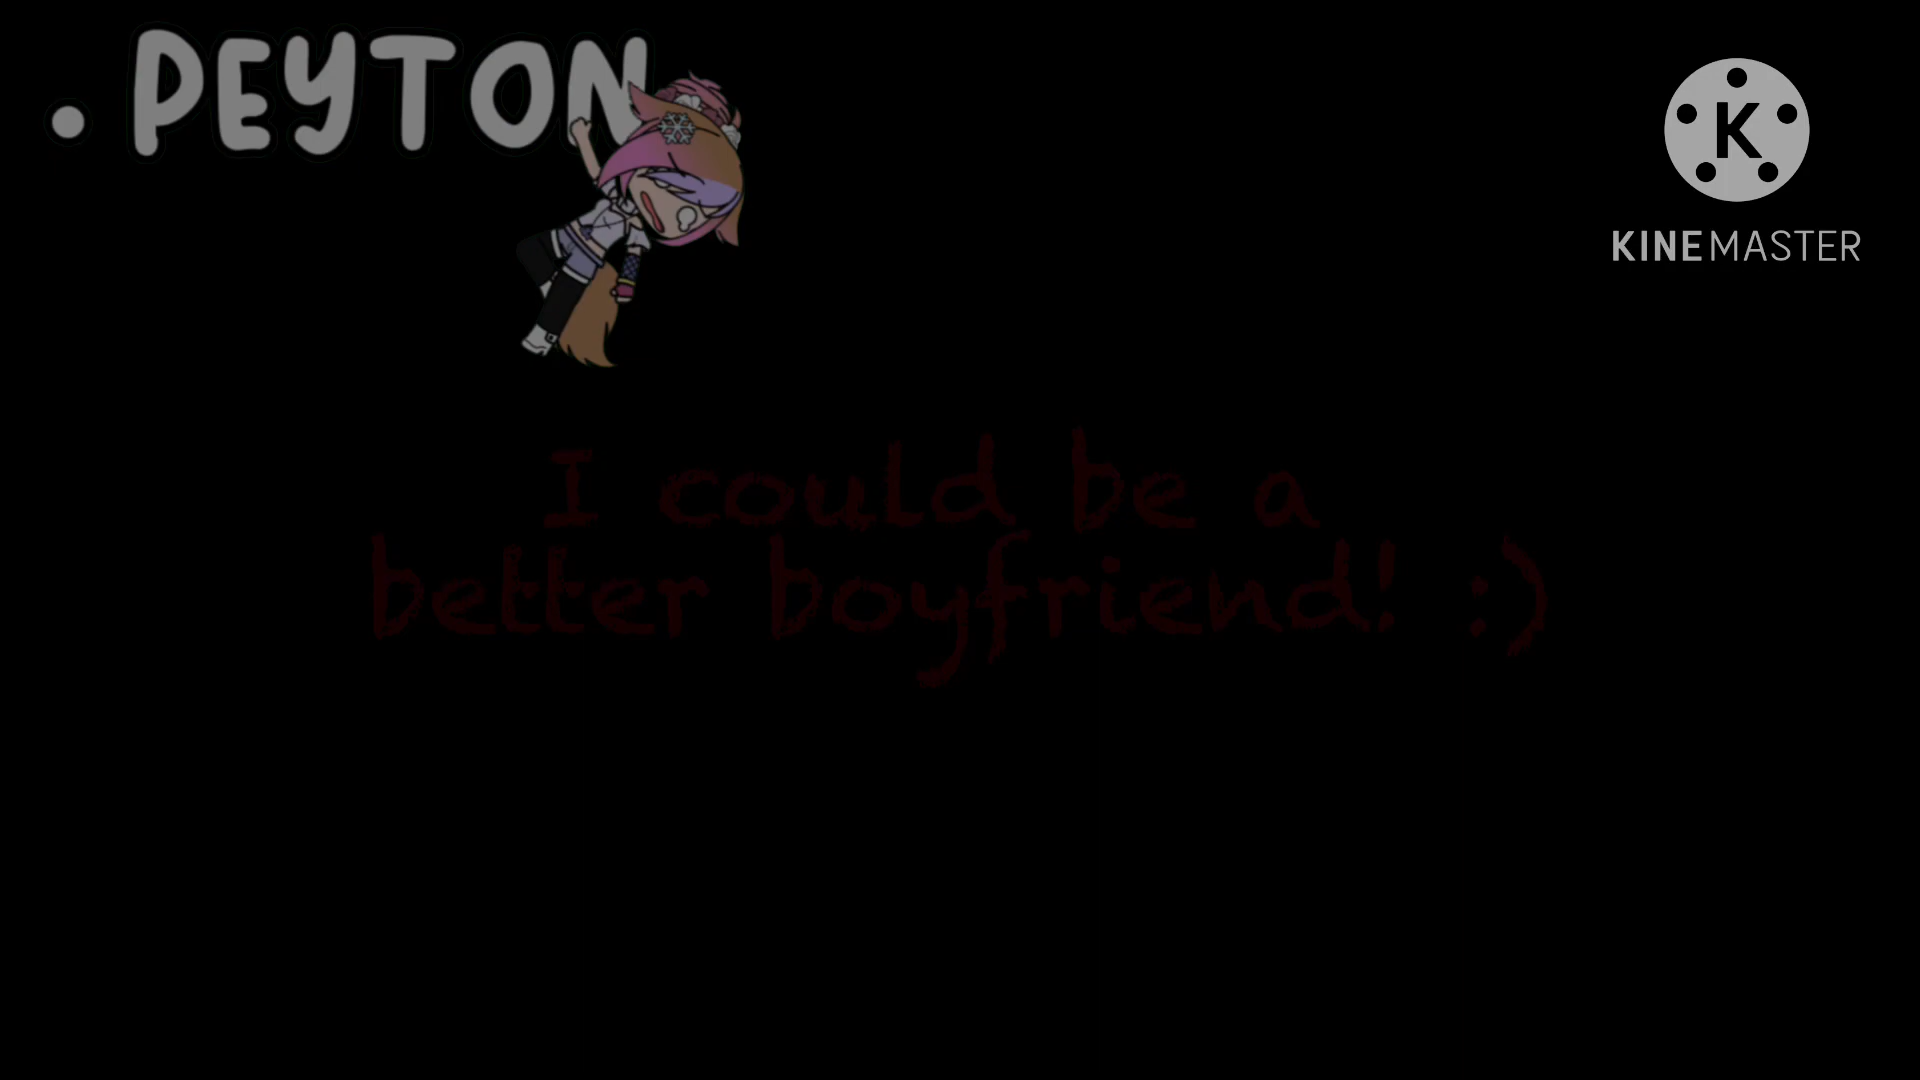 . PEYTON
KINEMASTER
I could be a
better boyfriend! :)